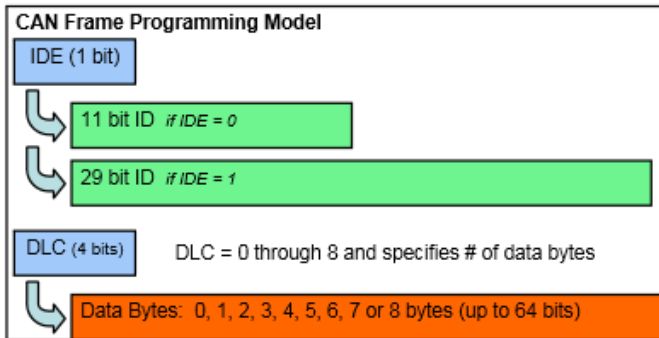 CAN Frame Programming Model
IDE (1 bit)
11 bit ID if IDE = 0
29 bit ID if IDE = 1
DLC (4 bits) DLC = 0 through 8 and specifies # of data bytes
Data Bytes: 0, 1, 2, 3, 4, 5, 6, 7 or 8 bytes (up to 64 bits)